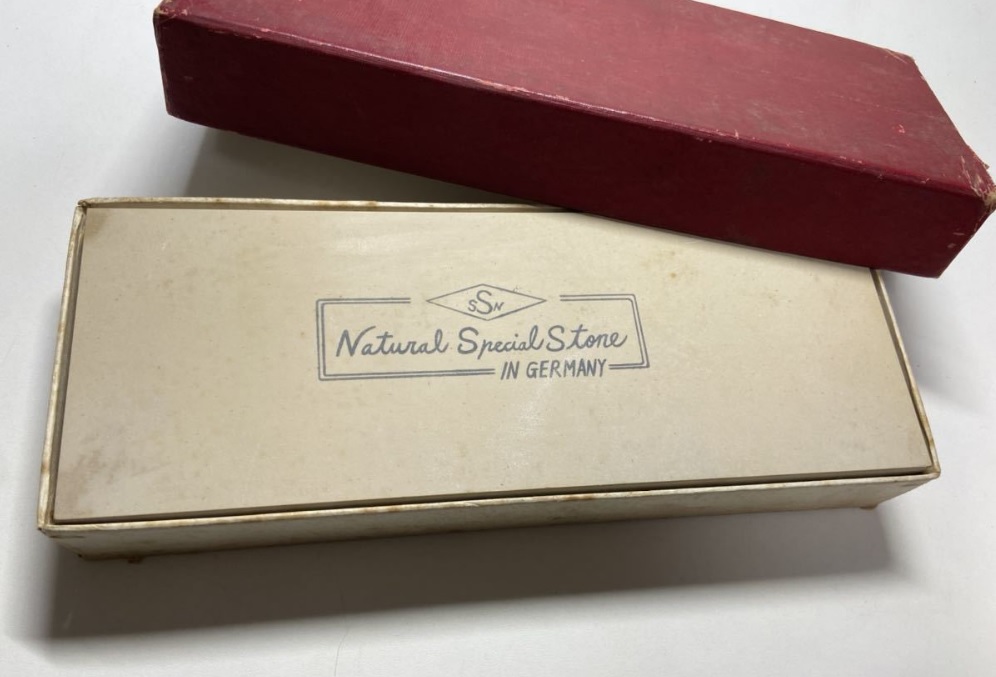 SSN
Natural Special Stone
IN GERMANY